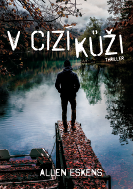 V CIZÍ KŮŽI
THRILLER
ALLEN ESKENS